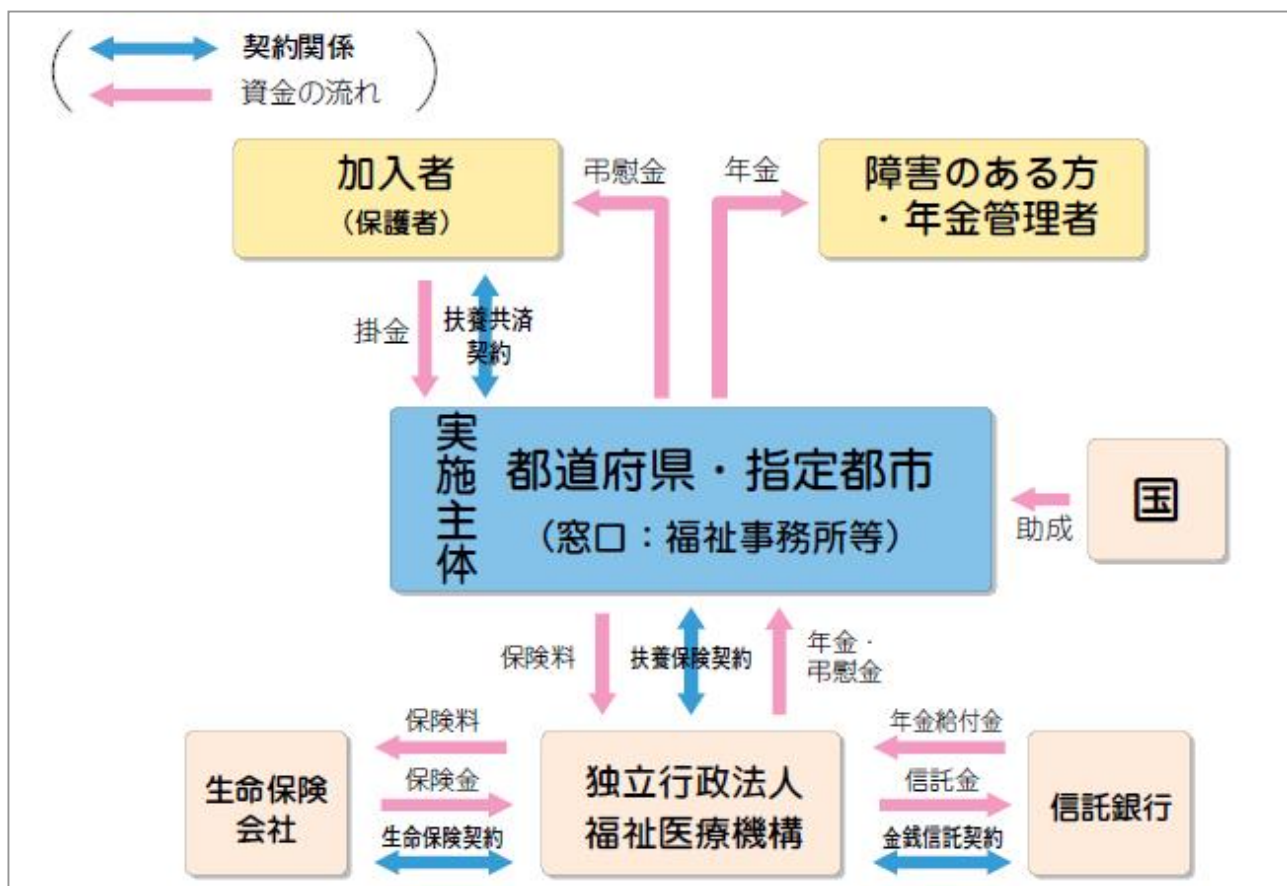 契約関係
資金の流れ
加入者
（保護者）
弔慰金
年金
障害のある方
・年金管理者
掛金
扶養共済
契約
実施主体
都道府県・指定都市
（窓口：福祉事務所等）
助成
国
保険料
扶養保険契約
年金・
弔慰金
生命保険
会社
保険料
保険金
生命保険契約
独立行政法人
福祉医療機構
年金給付金
信託金
金銭信託契約
信託銀行